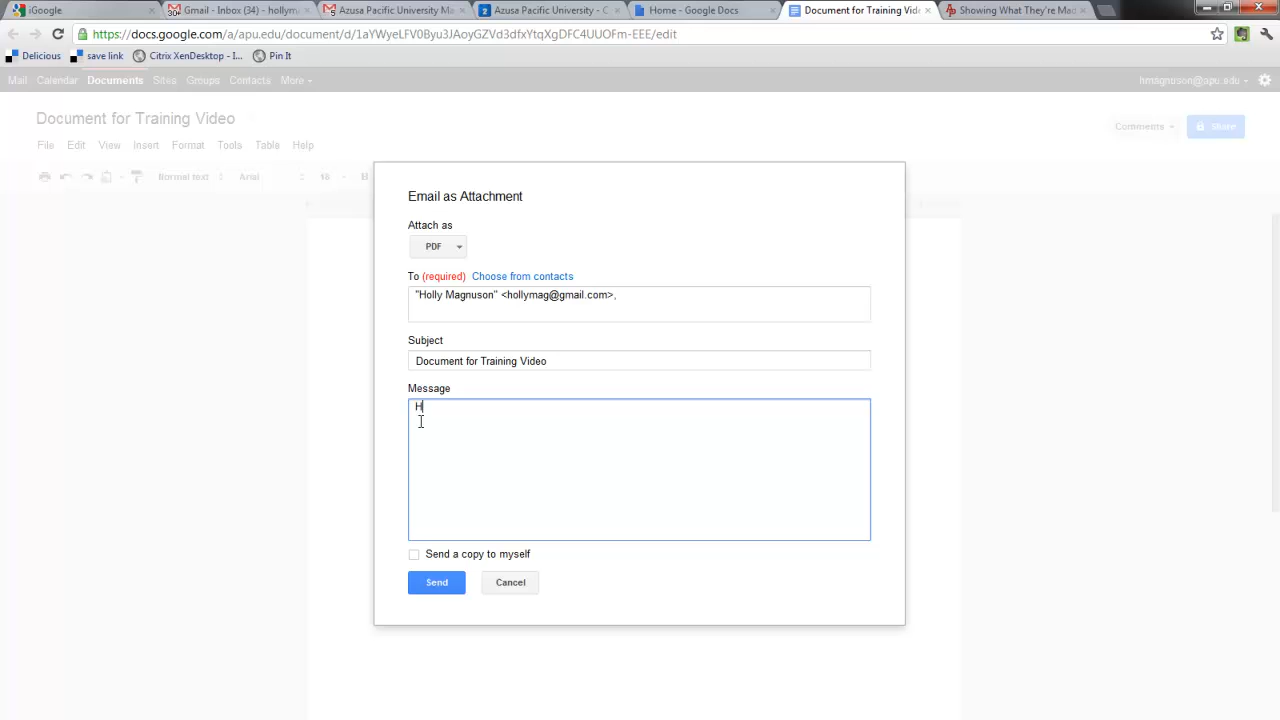 iGoogle
Gmail - Inbox (34) - hollym
Azusa Pacific University Ma
Azusa Pacific University - C
Home - Google Docs
Document for Training Vide
Showing What They're Mad
https://docs.google.com/a/apu.edu/document/d/1aYWyeLFV0Byu3JAoyGZVd3dfxYtqXgDFC4UUOFm-EEE/edit
Delicious save link Citrix XenDesktop - I... Pin It
Mail Calendar Documents Sites Groups Contacts More
hmagnuson@apu.edu
Document for Training Video
Comments Share
File Edit View Insert Format Tools Table Help
Normal text Arial 18 B
Email as Attachment
Attach as
PDF
To (required) Choose from contacts
"Holly Magnuson" <hollymag@gmail.com>,
Subject
Document for Training Video
Message
H
Send a copy to myself
Send Cancel